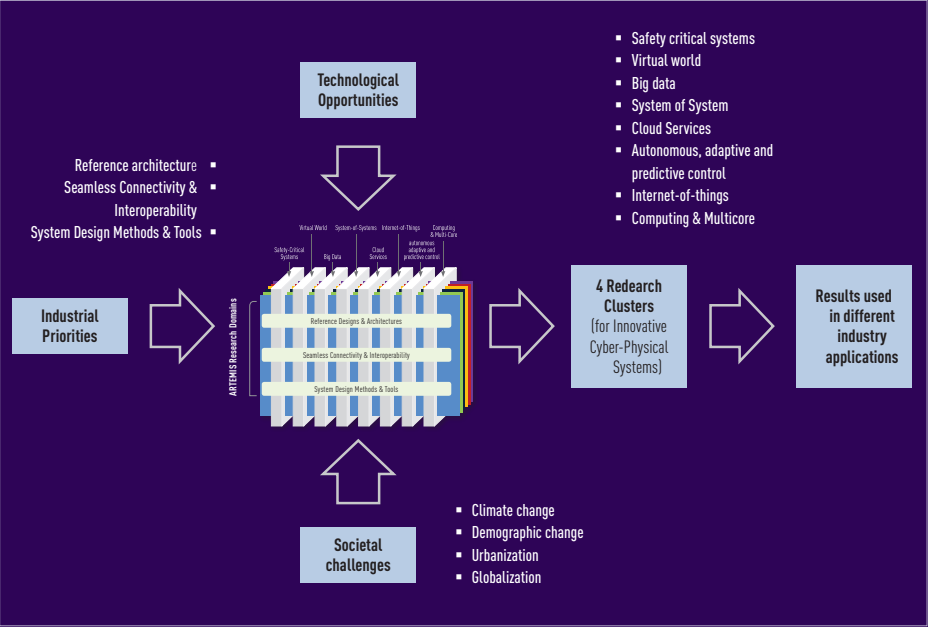 Technological
Opportunities
Safety critical systems
Virtual world
Big data
System of System
Cloud Services
Autonomous, adaptive and
predictive control
Internet-of-things
Computing & Multicore
Reference architecture
Seamless Connectivity &
Interoperability
System Design Methods & Tools
Virtual World
System-of-Systems
Internet-of-Things
Computing
& Multi-Core
Safety-Critical
Systems
Big Data
Cloud
Services
autonomous
adaptive and
predictive control
Industrial
Priorities
ARTEMIS Research Domains
Reference Designs & Architectures
Seamless Connectivity & Interoperability
System Design Methods & Tools
4 Redearch
Clusters
(for Innovative
Cyber-Physical
Systems)
Results used
in different
industry
applications
Societal
challenges
Climate change
Demographic change
Urbanization
Globalization